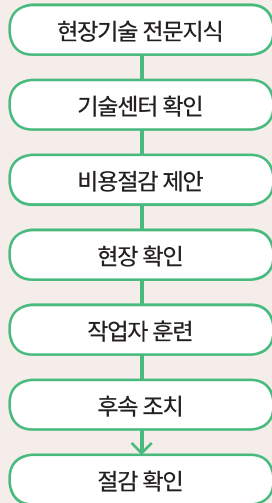 현장기술 전문지식
기술센터 확인
비용절감 제안
현장 확인
작업자 훈련
후속 조치
절감 확인